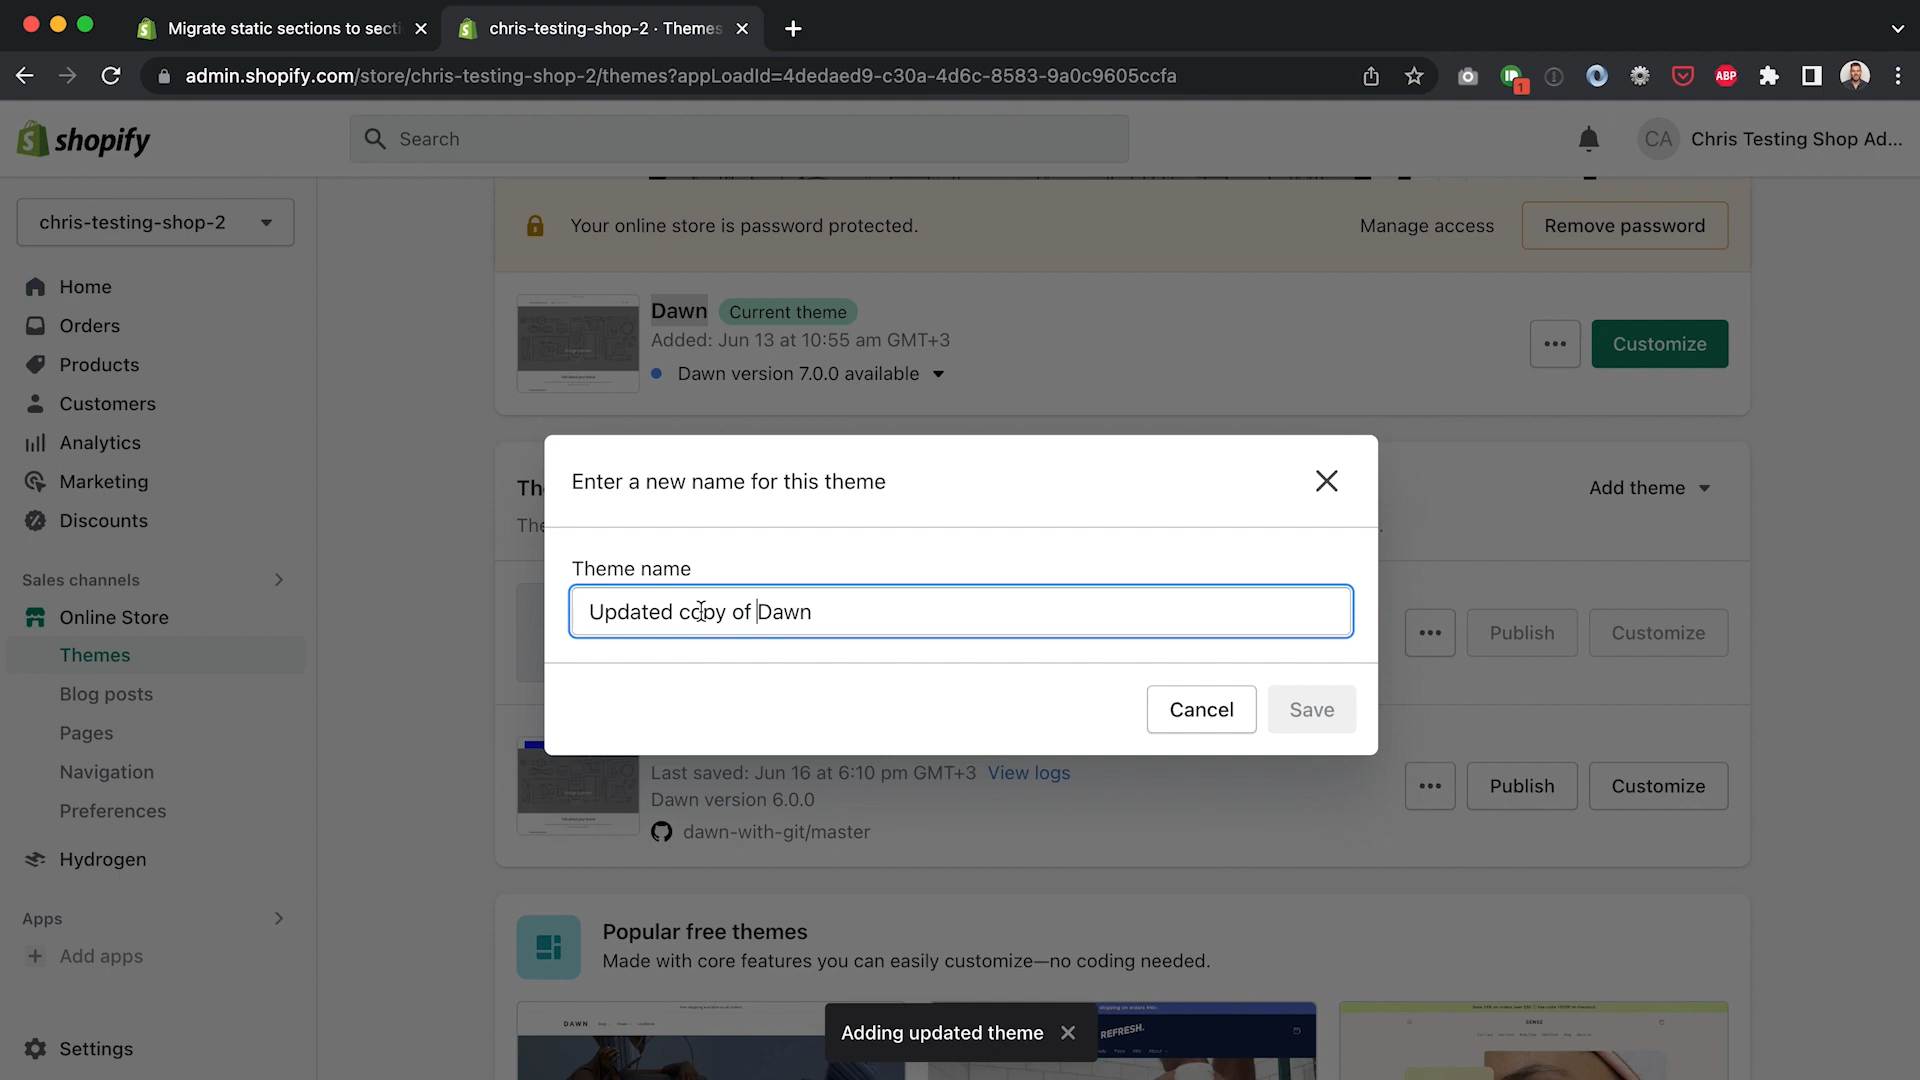 Migrate static sections to secti
chris-testing-shop-2 · Themes
admin.shopify.com/store/chris-testing-shop-2/themes?appLoadId=4dedaed9-c30a-4d6c-8583-9a0c9605ccfa
1
ABP
shopify
Search
CA
Chris Testing Shop Ad...
chris-testing-shop-2
Home
Orders
Products
Customers
Analytics
Marketing
Discounts
Sales channels
Online Store
Themes
Blog posts
Pages
Navigation
Preferences
Hydrogen
Apps
Add apps
Settings
Your online store is password protected.
Manage access
Remove password
Dawn
Current theme
Added: Jun 13 at 10:55 am GMT+3
Dawn version 7.0.0 available
Customize
Th
The
Add theme
Enter a new name for this theme
Theme name
Updated copy of Dawn
Cancel
Save
Publish
Customize
Last saved: Jun 16 at 6:10 pm GMT+3 View logs
Dawn version 6.0.0
dawn-with-git/master
Publish
Customize
Popular free themes
Made with core features you can easily customize—no coding needed.
DAWN
REFRESH.
SENSE
Adding updated theme